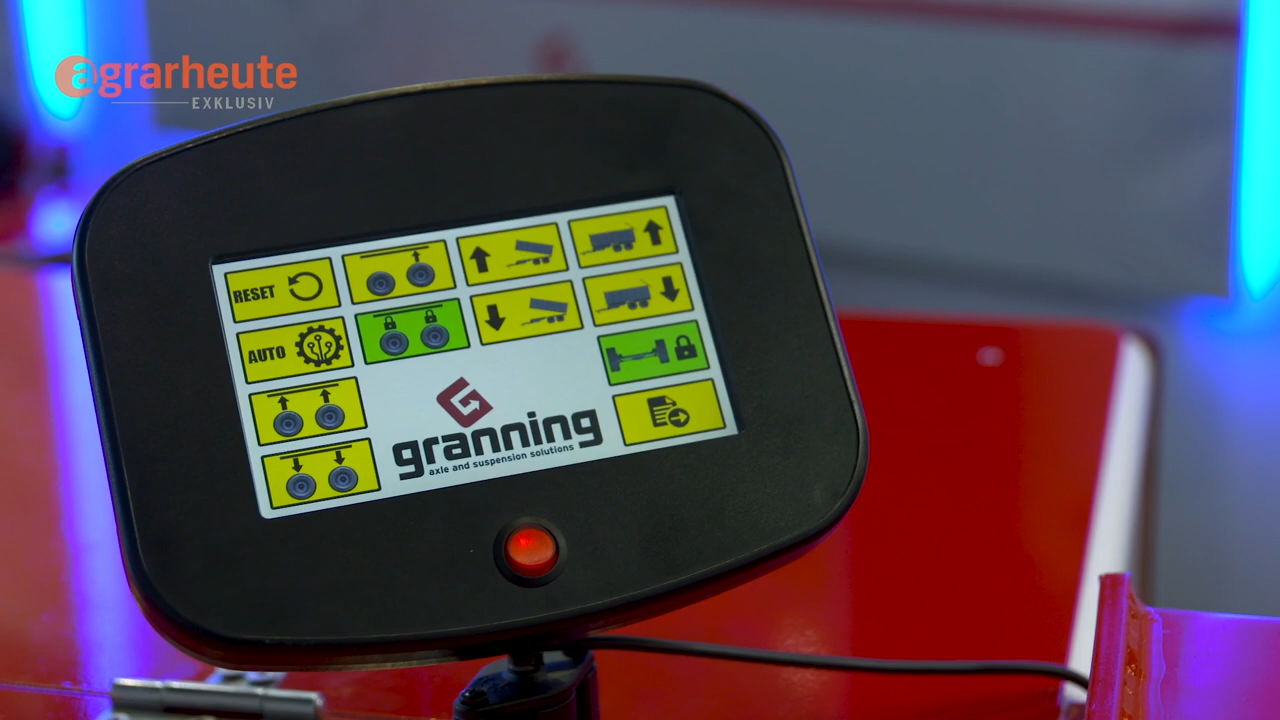 agrarheute
EXKLUSIV
RESET
AUTO
granning
axle and suspension solutions